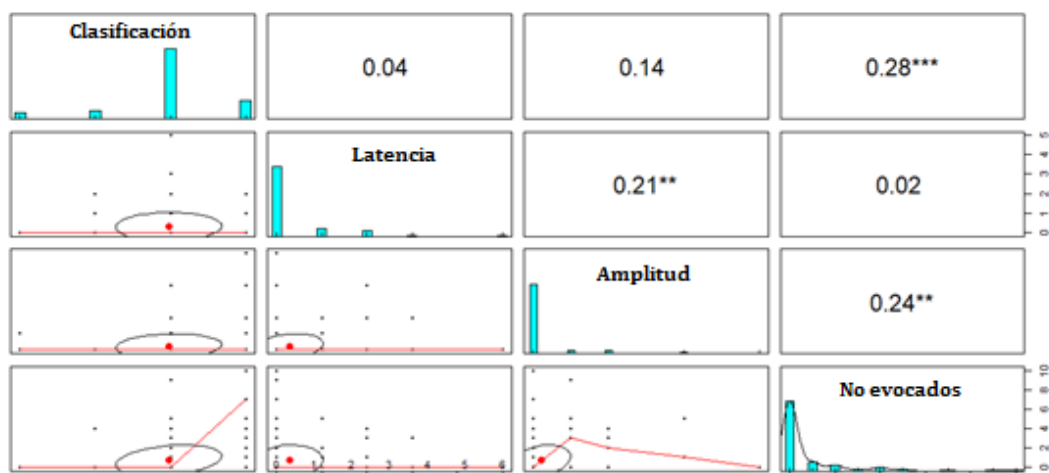 Clasificación
0.04
0.14
0.28***
Latencia
0.21**
0.02
0 1 2 3 4 5
Amplitud
0.24**
No evocados
0 2 4 6 8 10
0 1 2 3 4 5 6